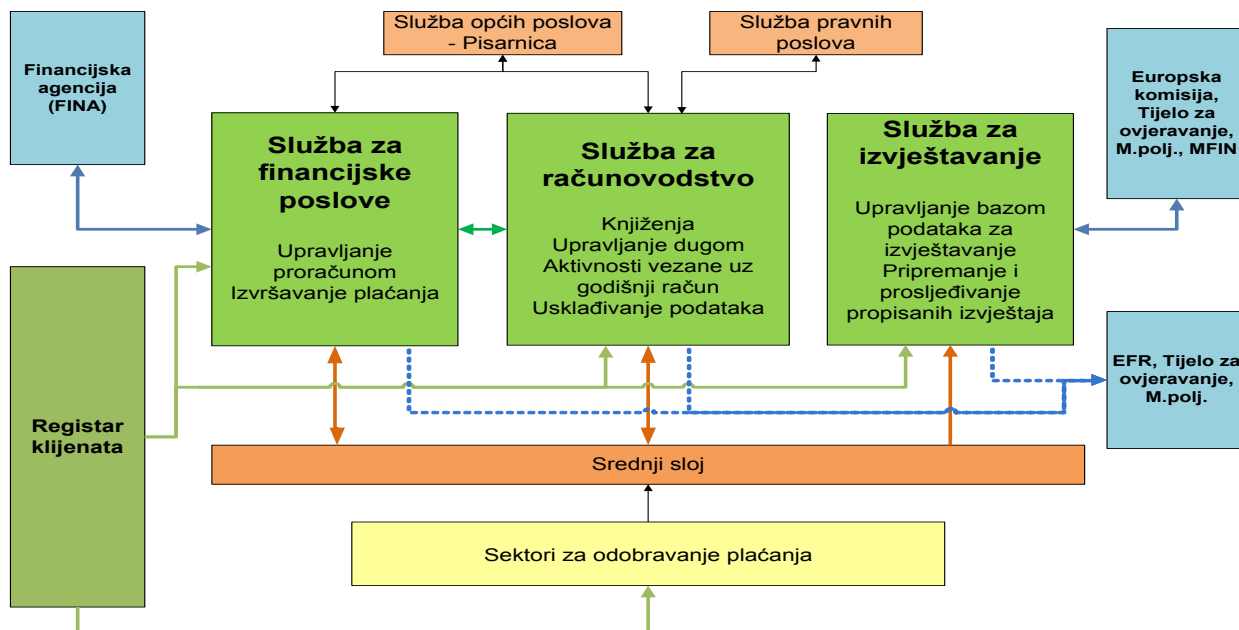 Služba općih poslova
- Pisarnica
Služba pravnih
poslova
Financijska
agencija
(FINA)
Europska
komisija,
Tijelo za
ovjeravanje,
M.polj., MFIN
Služba za
financijske
poslove
Upravljanje
proračunom
Izvršavanje plaćanja
Služba za
računovodstvo
Knjiženja
Upravljanje dugom
Aktivnosti vezane uz
godišnji račun
Usklađivanje podataka
Služba za
izvještavanje
Upravljanje bazom
podataka za
izvještavanje
Pripremanje i
prosljeđivanje
propisanih izvještaja
EFR, Tijelo za
ovjeravanje,
M.polj.
Registar
klijenata
Srednji sloj
Sektori za odobravanje plaćanja